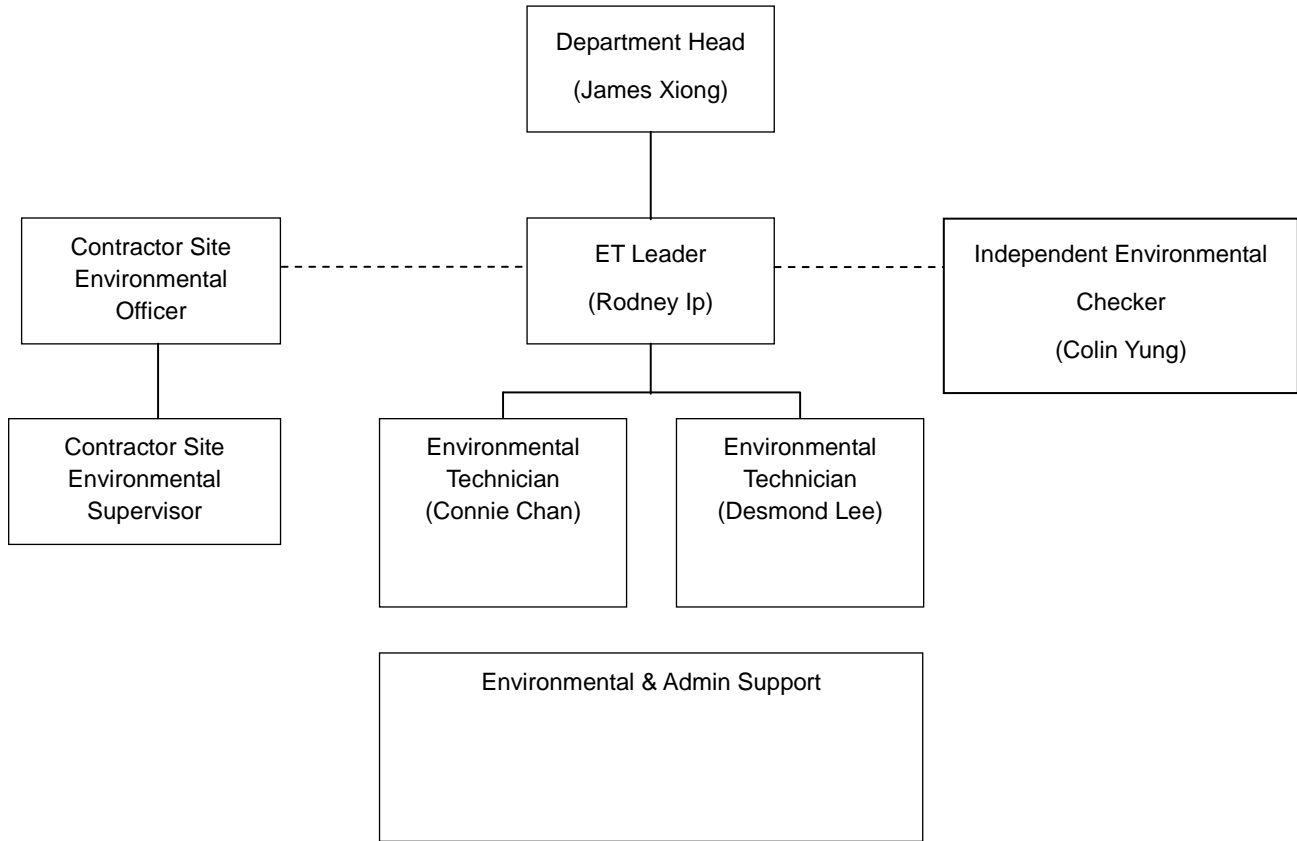 Department Head
(James Xiong)
Contractor Site
Environmental
Officer
ET Leader
(Rodney Ip)
Independent Environmental
Checker
(Colin Yung)
Contractor Site
Environmental
Supervisor
Environmental
Technician
(Connie Chan)
Environmental
Technician
(Desmond Lee)
Environmental & Admin Support